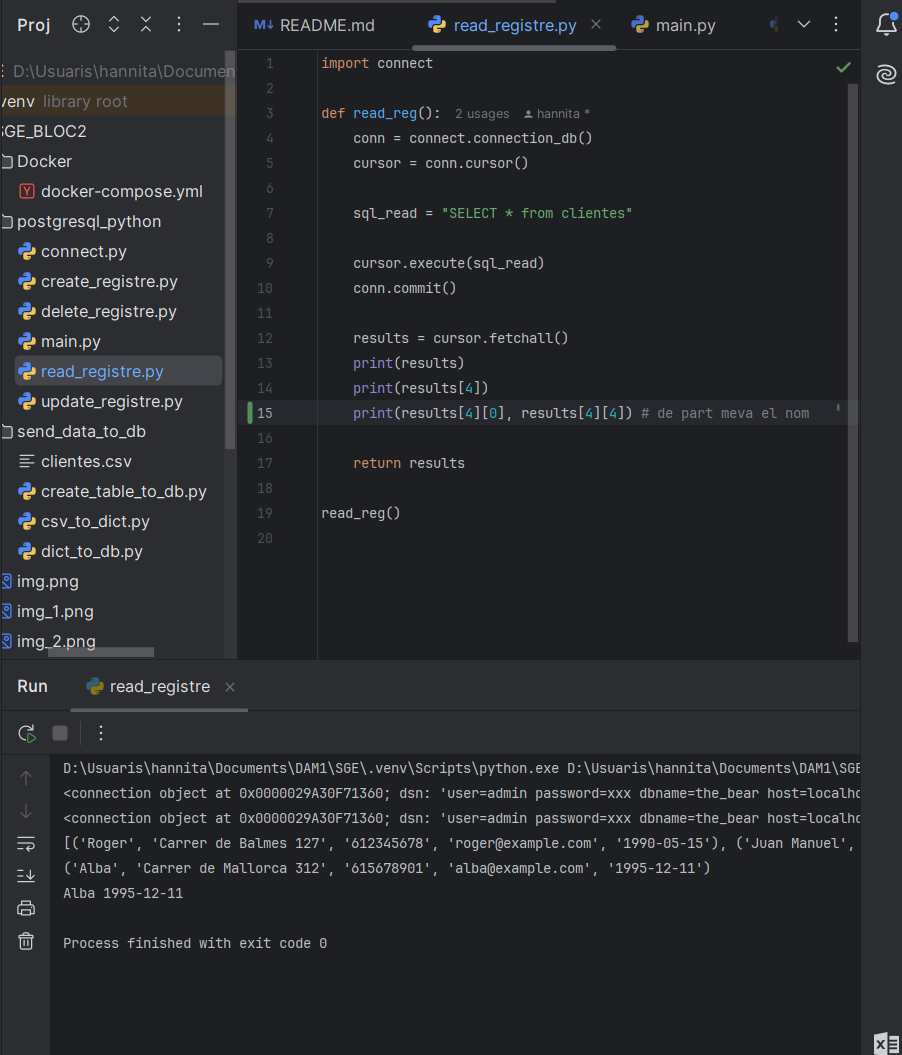 Proj
README.md
read_registre.py
main.py
D:\Usuaris\hannita\Documen
venv library root
SGE_BLOC2
Docker
docker-compose.yml
postgresql_python
connect.py
create_registre.py
delete_registre.py
main.py
read_registre.py
update_registre.py
send_data_to_db
clientes.csv
create_table_to_db.py
csv_to_dict.py
dict_to_db.py
img.png
img_1.png
img_2.png
1 import connect
2
3 def read_reg(): 2 usages hannita *
4 conn = connect.connection_db()
5 cursor = conn.cursor()
6
7 sql_read = "SELECT * from clientes"
8
9 cursor.execute(sql_read)
10 conn.commit()
11
12 results = cursor.fetchall()
13 print(results)
14 print(results[4])
15 print(results[4][0], results[4][4]) # de part meva el nom
16
17 return results
18
19 read_reg()
20
Run read_registre
D:\Usuaris\hannita\Documents\DAM1\SGE\.venv\Scripts\python.exe D:\Usuaris\hannita\Documents\DAM1\SGE
<connection object at 0x0000029A30F71360; dsn: 'user=admin password=xxx dbname=the_bear host=localho
<connection object at 0x0000029A30F71360; dsn: 'user=admin password=xxx dbname=the_bear host=localho
[('Roger', 'Carrer de Balmes 127', '612345678', 'roger@example.com', '1990-05-15'), ('Juan Manuel',
('Alba', 'Carrer de Mallorca 312', '615678901', 'alba@example.com', '1995-12-11')
Alba 1995-12-11
Process finished with exit code 0